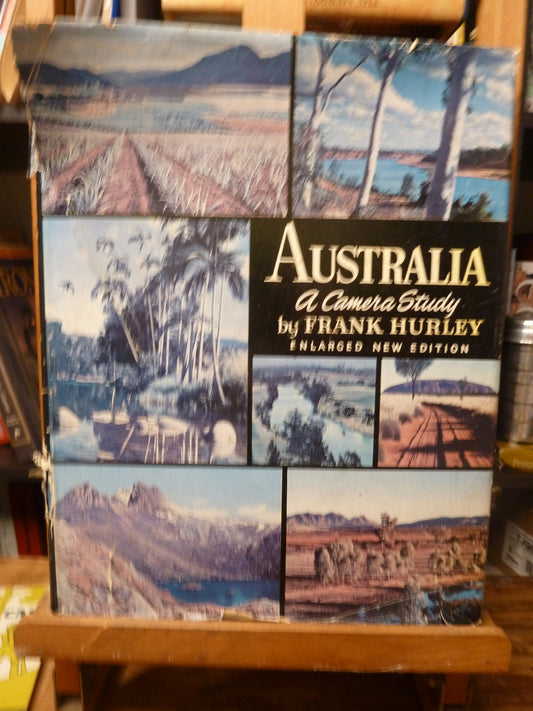 AUSTRALIA
A Camera Study
by FRANK HURLEY
ENLARGED NEW EDITION